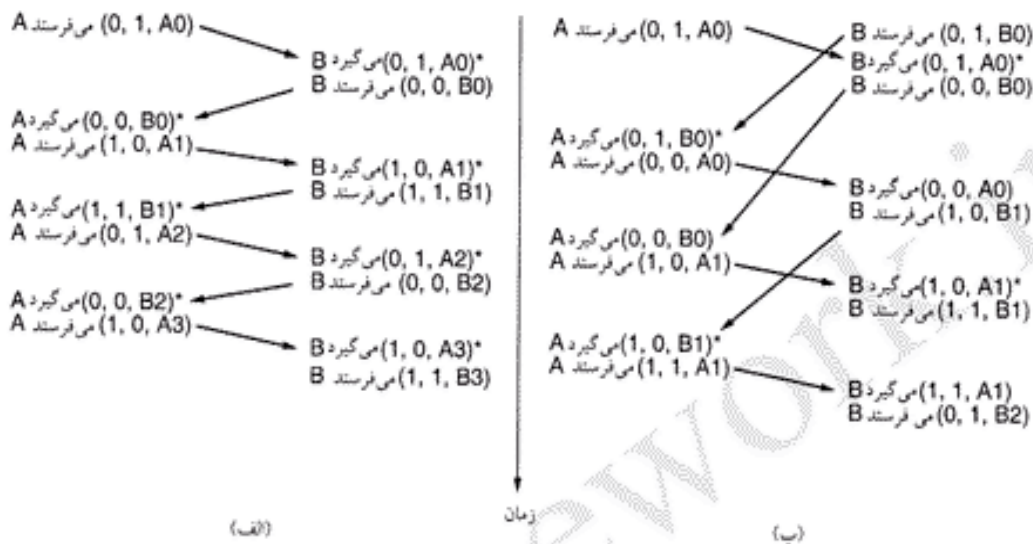 A می‌فرستد (0, 1, A0)
B می‌گیرد (0, 1, A0)*
B می‌فرستد (0, 0, B0)
A می‌گیرد (0, 0, B0)*
A می‌فرستد (1, 0, A1)
B می‌گیرد (1, 0, A1)*
B می‌فرستد (1, 1, B1)
A می‌گیرد (1, 1, B1)*
A می‌فرستد (0, 1, A2)
B می‌گیرد (0, 1, A2)*
B می‌فرستد (0, 0, B2)
A می‌گیرد (0, 0, B2)*
A می‌فرستد (1, 0, A3)
B می‌گیرد (1, 0, A3)*
B می‌فرستد (1, 1, B3)
(الف)
زمان
A می‌فرستد (0, 1, A0)
B می‌فرستد (0, 1, B0)
B می‌گیرد (0, 1, A0)*
B می‌فرستد (0, 0, B0)
A می‌گیرد (0, 1, B0)*
A می‌فرستد (0, 0, A0)
B می‌گیرد (0, 0, A0)
B می‌فرستد (1, 0, B1)
A می‌گیرد (0, 0, B0)
A می‌فرستد (1, 0, A1)
B می‌گیرد (1, 0, A1)*
B می‌فرستد (1, 1, B1)
A می‌گیرد (1, 0, B1)*
A می‌فرستد (1, 1, A1)
B می‌گیرد (1, 1, A1)
B می‌فرستد (0, 1, B2)
(ب)